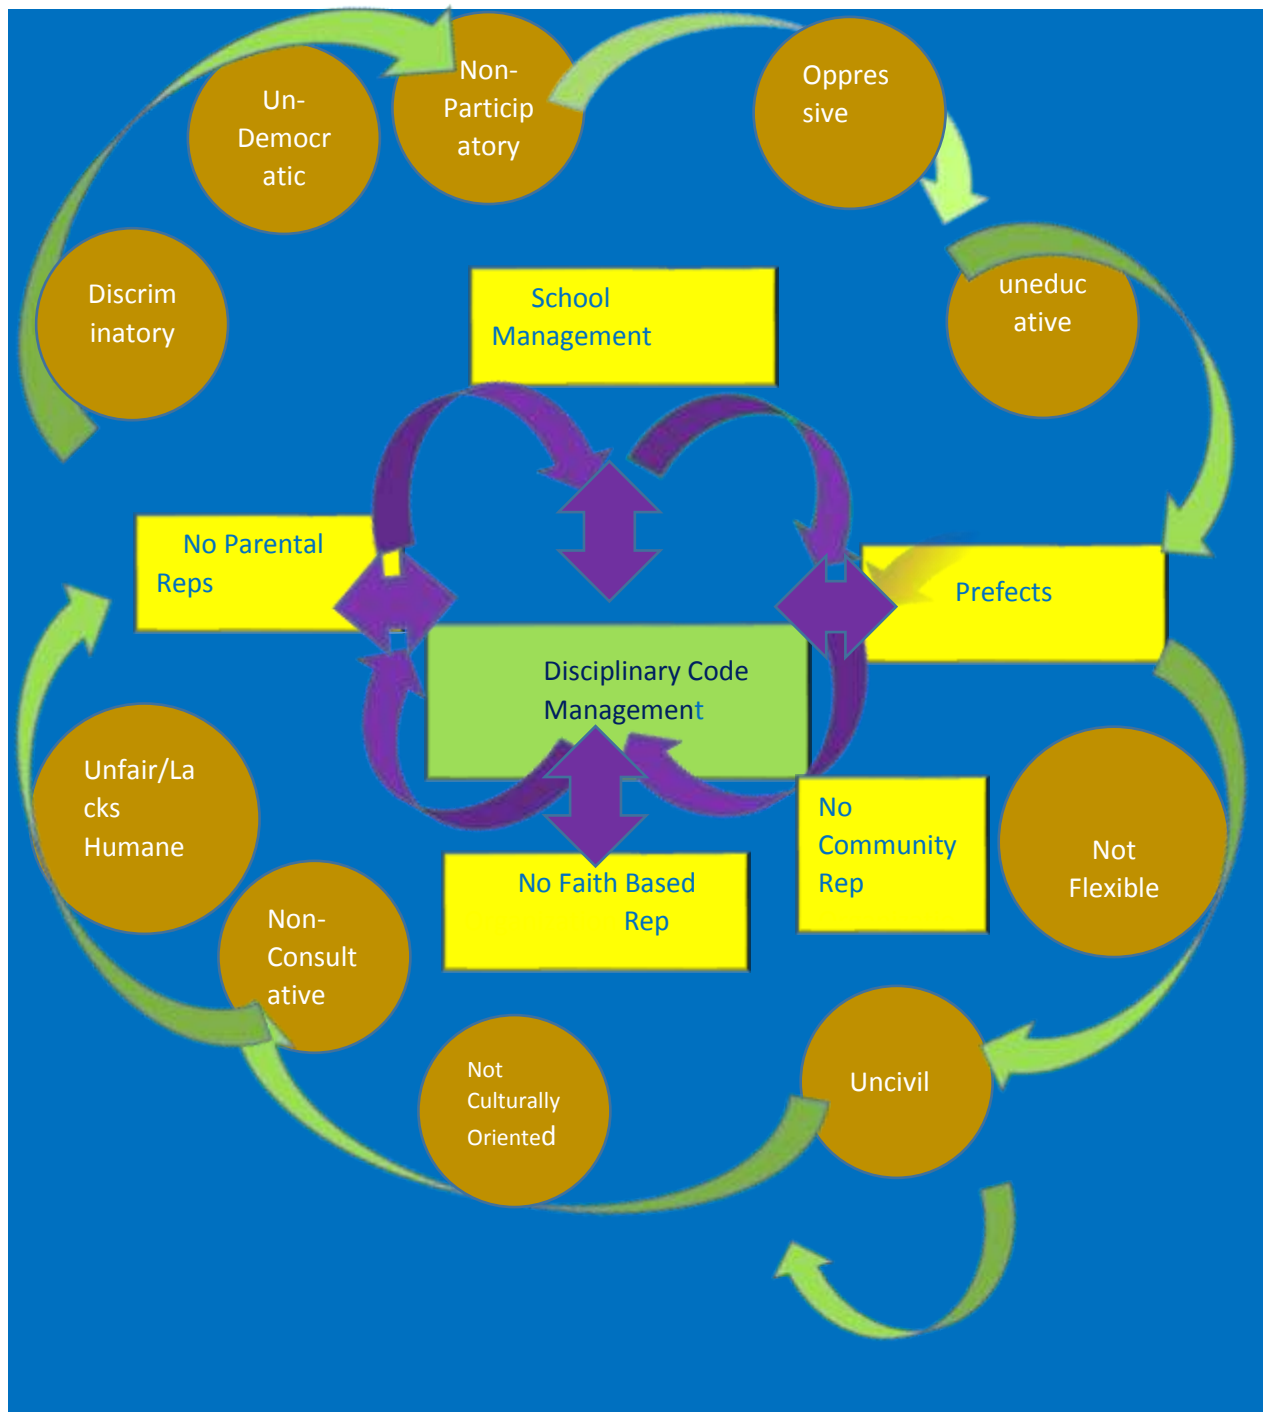 Non-
Particip
atory
Oppres
sive
Un-
Democr
atic
Discrim
inatory
School
Management
uneduc
ative
No Parental
Reps
Prefects
Disciplinary Code
Management
Unfair/La
cks
Humane
No
Community
Rep
Not
Flexible
No Faith Based
Rep
Non-
Consult
ative
Not
Culturally
Oriented
Uncivil